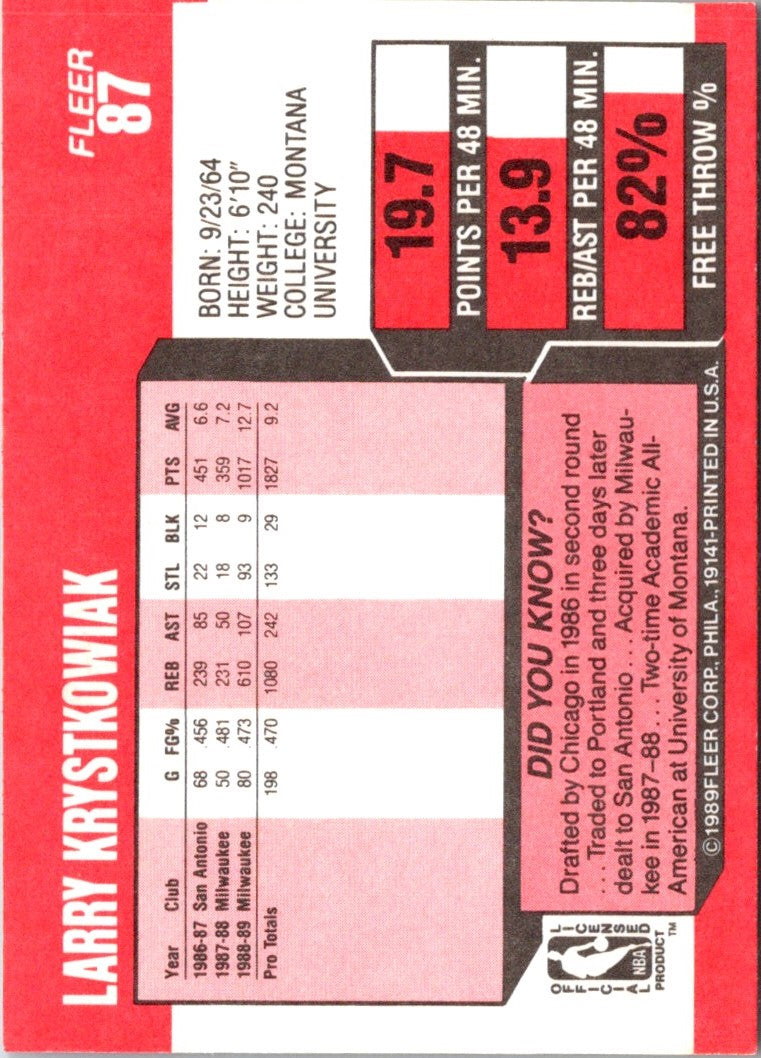 LARRY KRYSTKOWIAK
FLEER
87
Year Club G FG% REB AST STL BLK PTS AVG
1986-87 San Antonio 68 .456 239 85 22 12 451 6.6
1987-88 Milwaukee 50 .481 231 50 18 8 359 7.2
1988-89 Milwaukee 80 .473 610 107 93 9 1017 12.7
Pro Totals 198 .470 1080 242 133 29 1827 9.2
BORN: 9/23/64
HEIGHT: 6'10"
WEIGHT: 240
COLLEGE: MONTANA
UNIVERSITY
19.7
POINTS PER 48 MIN.
13.9
REB/AST PER 48 MIN.
82%
FREE THROW %
DID YOU KNOW?
Drafted by Chicago in 1986 in second round
... Traded to Portland and three days later
dealt to San Antonio ... Acquired by Milwau-
kee in 1987–88 .... Two-time Academic All-
American at University of Montana.
OFFICIAL LICENSED
NBA
PRODUCT™
©1989FLEER CORP., PHILA., 19141-PRINTED IN U.S.A.